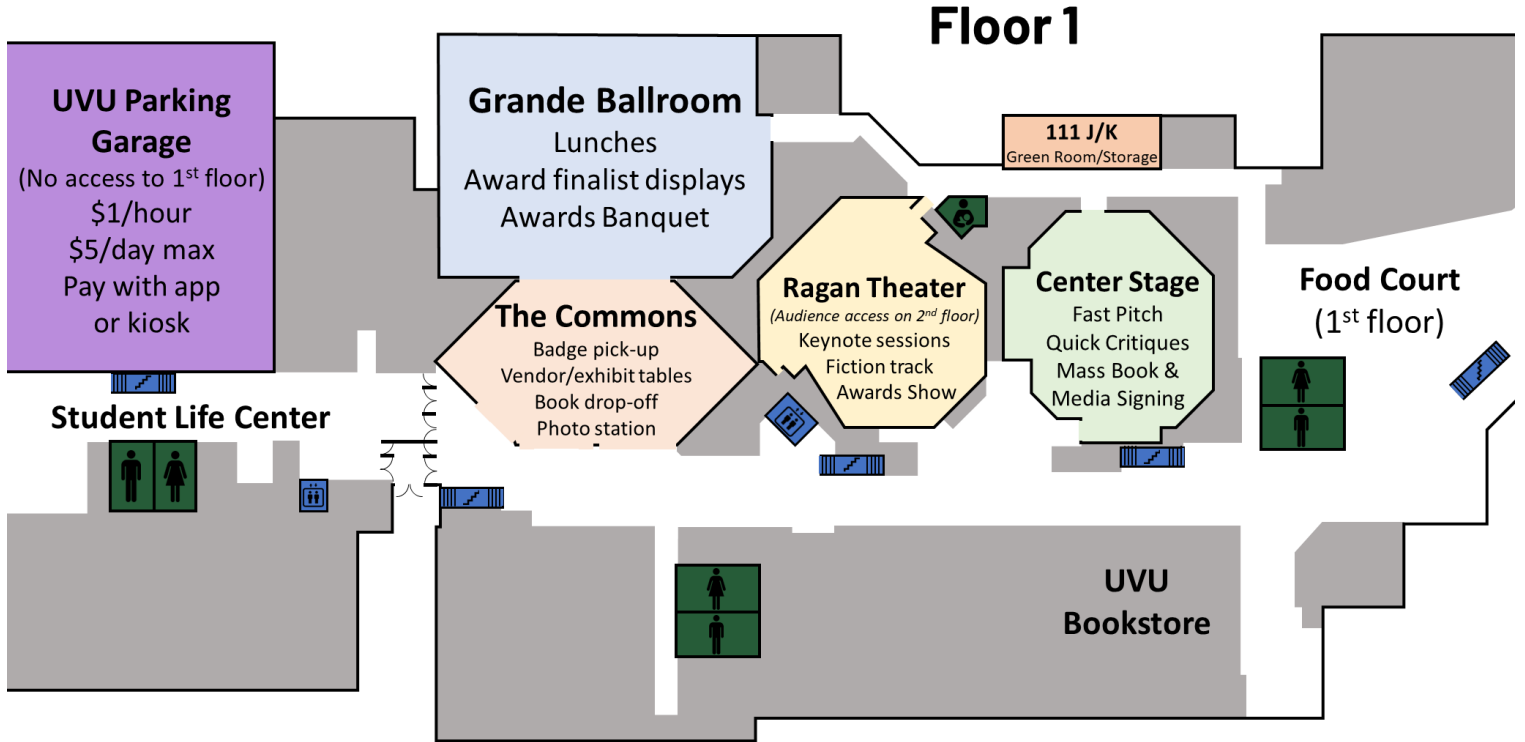 Floor 1
UVU Parking
Garage
(No access to 1st floor)
$1/hour
$5/day max
Pay with app
or kiosk
Grande Ballroom
Lunches
Award finalist displays
Awards Banquet
111 J/K
Green Room/Storage
The Commons
Badge pick-up
Vendor/exhibit tables
Book drop-off
Photo station
Ragan Theater
(Audience access on 2nd floor)
Keynote sessions
Fiction track
Awards Show
Center Stage
Fast Pitch
Quick Critiques
Mass Book &
Media Signing
Food Court
(1st floor)
Student Life Center
UVU
Bookstore